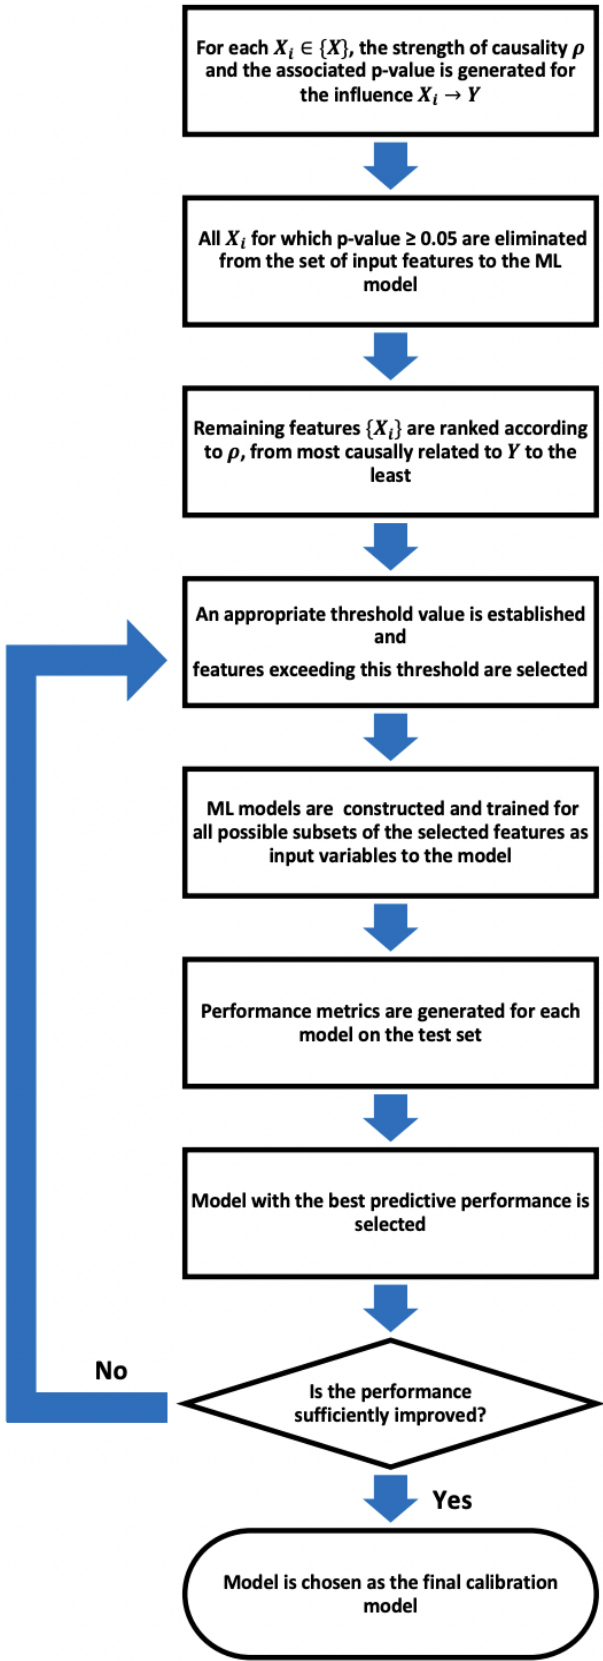 For each Xᵢ ∈ {X}, the strength of causality ρ
and the associated p-value is generated for
the influence Xᵢ → Y
All Xᵢ for which p-value ≥ 0.05 are eliminated
from the set of input features to the ML
model
Remaining features {Xᵢ} are ranked according
to ρ, from most causally related to Y to the
least
An appropriate threshold value is established
and
features exceeding this threshold are selected
ML models are constructed and trained for
all possible subsets of the selected features as
input variables to the model
Performance metrics are generated for each
model on the test set
Model with the best predictive performance is
selected
Is the performance
sufficiently improved?
No
Yes
Model is chosen as the final calibration
model